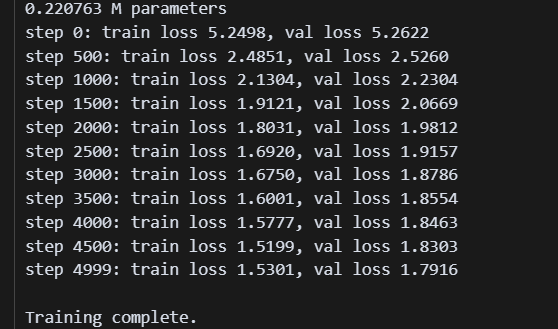 0.220763 M parameters
step 0: train loss 5.2498, val loss 5.2622
step 500: train loss 2.4851, val loss 2.5260
step 1000: train loss 2.1304, val loss 2.2304
step 1500: train loss 1.9121, val loss 2.0669
step 2000: train loss 1.8031, val loss 1.9812
step 2500: train loss 1.6920, val loss 1.9157
step 3000: train loss 1.6750, val loss 1.8786
step 3500: train loss 1.6001, val loss 1.8554
step 4000: train loss 1.5777, val loss 1.8463
step 4500: train loss 1.5199, val loss 1.8303
step 4999: train loss 1.5301, val loss 1.7916
Training complete.